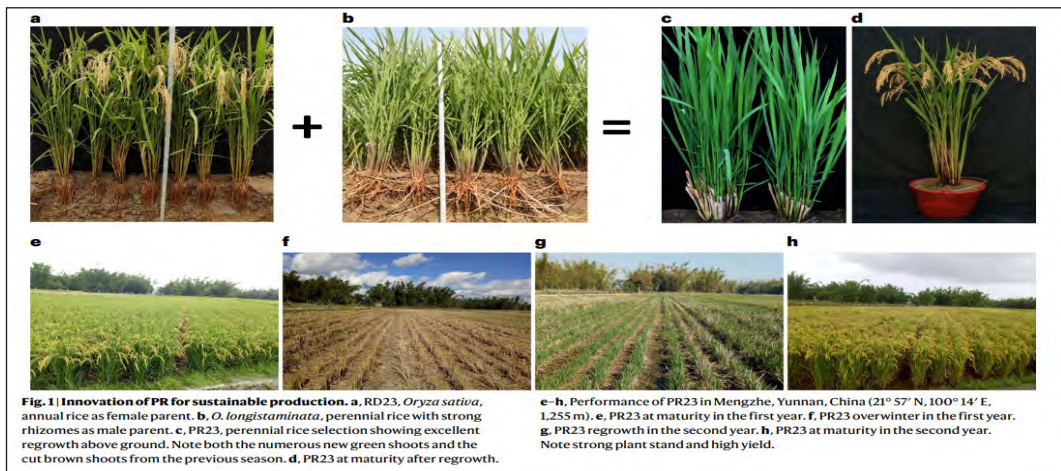 a
b
c
d
+
=
e
f
g
h
Fig. 1 | Innovation of PR for sustainable production. a, RD23, Oryza sativa,
annual rice as female parent. b, O. longistaminata, perennial rice with strong
rhizomes as male parent. c, PR23, perennial rice selection showing excellent
regrowth above ground. Note both the numerous new green shoots and the
cut brown shoots from the previous season. d, PR23 at maturity after regrowth.
e–h, Performance of PR23 in Mengzhe, Yunnan, China (21° 57′ N, 100° 14′ E,
1,255 m). e, PR23 at maturity in the first year. f, PR23 overwinter in the first year.
g, PR23 regrowth in the second year. h, PR23 at maturity in the second year.
Note strong plant stand and high yield.